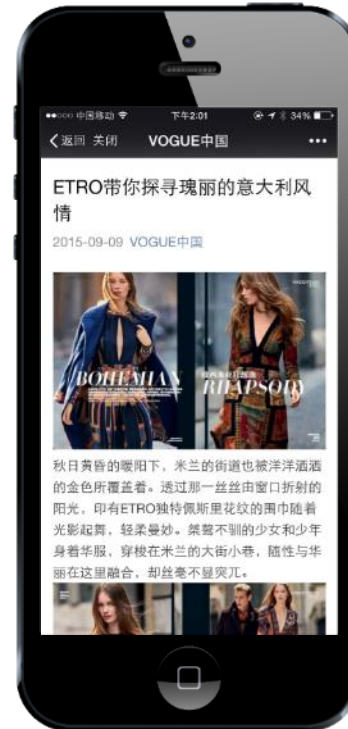 中国移动 下午2:01 34%
返回 关闭 VOGUE中国
ETRO带你探寻瑰丽的意大利风
情
2015-09-09 VOGUE中国
BOHEMIAN
RHAPSODY
秋日黄昏的暖阳下，米兰的街道也被洋洋洒洒
的金色所覆盖着。透过那一丝丝由窗口折射的
阳光，印有ETRO独特佩斯里花纹的围巾随着
光影起舞，轻柔曼妙。桀骜不驯的少女和少年
身着华服，穿梭在米兰的大街小巷，随性与华
丽在这里融合，却丝毫不显突兀。